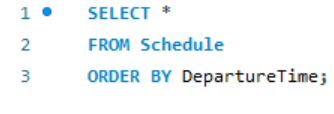 1 SELECT *
2 FROM Schedule
3 ORDER BY DepartureTime;